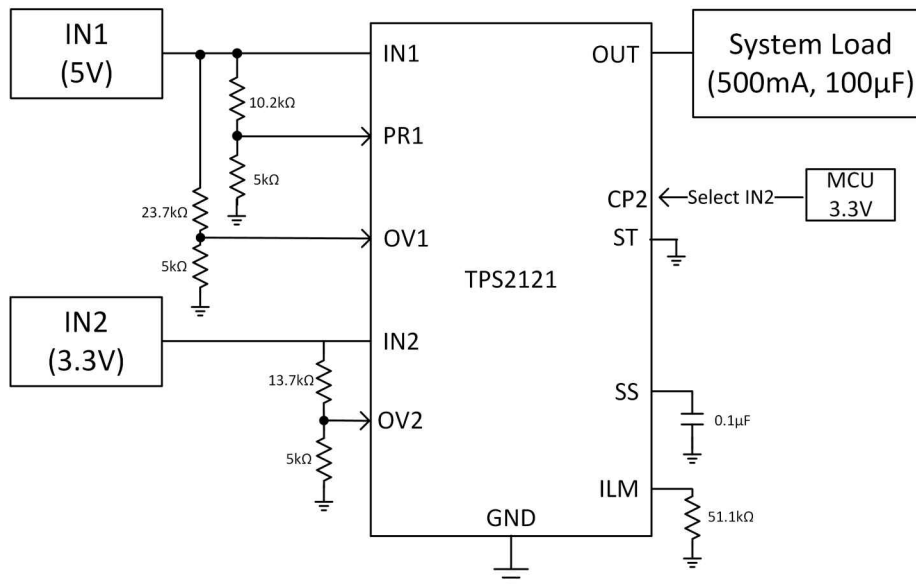 IN1
(5V)
IN1
OUT
System Load
(500mA, 100µF)
10.2kΩ
PR1
5kΩ
CP2
Select IN2
MCU
3.3V
23.7kΩ
OV1
ST
5kΩ
TPS2121
IN2
(3.3V)
IN2
13.7kΩ
OV2
SS
0.1µF
5kΩ
ILM
51.1kΩ
GND